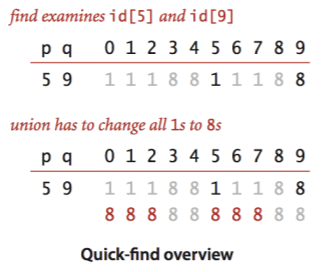 find examines id[5] and id[9]
p q 0 1 2 3 4 5 6 7 8 9
5 9 1 1 1 8 8 1 1 1 8 8
union has to change all 1s to 8s
p q 0 1 2 3 4 5 6 7 8 9
5 9 1 1 1 8 8 1 1 1 8 8
8 8 8 8 8 8 8 8 8 8
Quick-find overview